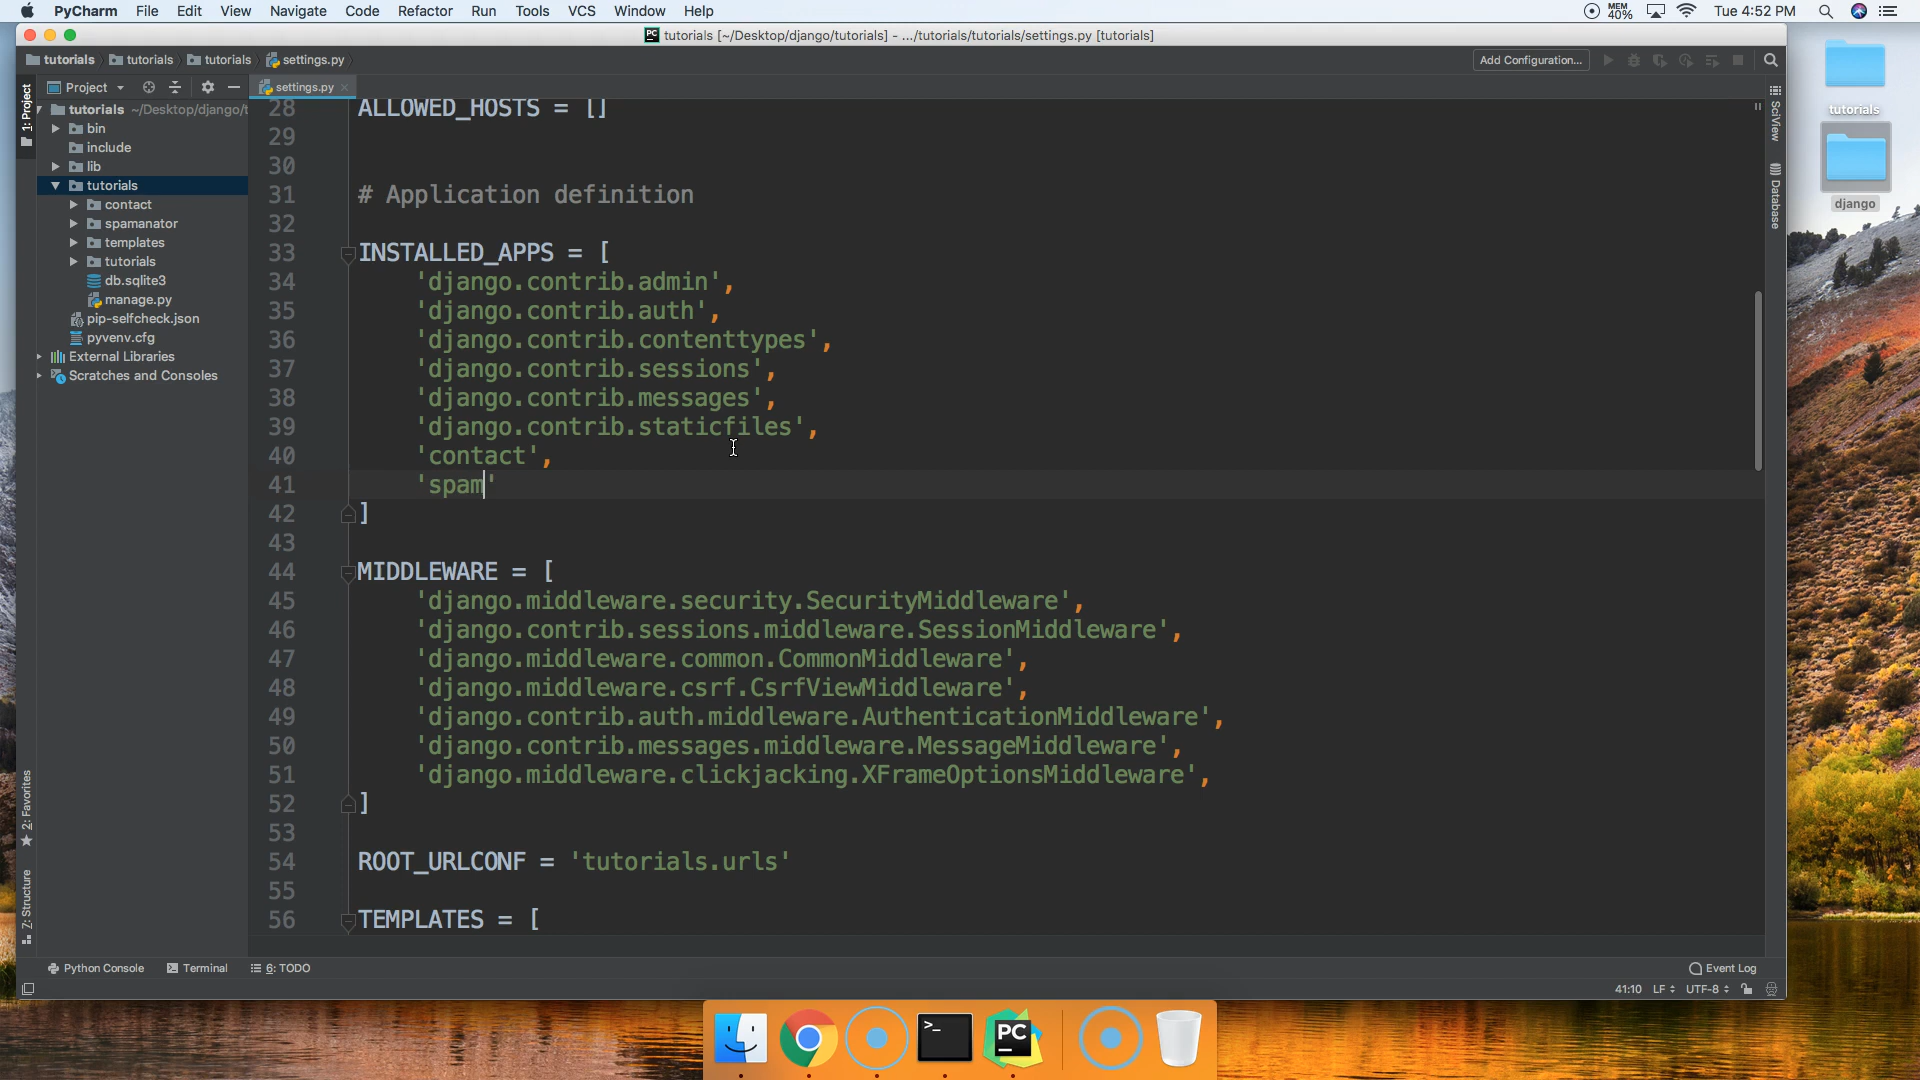 PyCharm File Edit View Navigate Code Refactor Run Tools VCS Window Help MEM 40% Tue 4:52 PM
PC tutorials [~/Desktop/django/tutorials] - .../tutorials/tutorials/settings.py [tutorials]
tutorials tutorials tutorials settings.py Add Configuration...
Project settings.py
1: Project
tutorials ~/Desktop/django/t
bin
include
lib
tutorials
contact
spamanator
templates
tutorials
db.sqlite3
manage.py
pip-selfcheck.json
pyvenv.cfg
External Libraries
Scratches and Consoles
2: Favorites
7: Structure
28 ALLOWED_HOSTS = []
29
30
31 # Application definition
32
33 INSTALLED_APPS = [
34 'django.contrib.admin',
35 'django.contrib.auth',
36 'django.contrib.contenttypes',
37 'django.contrib.sessions',
38 'django.contrib.messages',
39 'django.contrib.staticfiles',
40 'contact',
41 'spam'
42 ]
43
44 MIDDLEWARE = [
45 'django.middleware.security.SecurityMiddleware',
46 'django.contrib.sessions.middleware.SessionMiddleware',
47 'django.middleware.common.CommonMiddleware',
48 'django.middleware.csrf.CsrfViewMiddleware',
49 'django.contrib.auth.middleware.AuthenticationMiddleware',
50 'django.contrib.messages.middleware.MessageMiddleware',
51 'django.middleware.clickjacking.XFrameOptionsMiddleware',
52 ]
53
54 ROOT_URLCONF = 'tutorials.urls'
55
56 TEMPLATES = [
SciView
Database
tutorials
django
Python Console Terminal 6: TODO Event Log
41:10 LF UTF-8
>_ PC